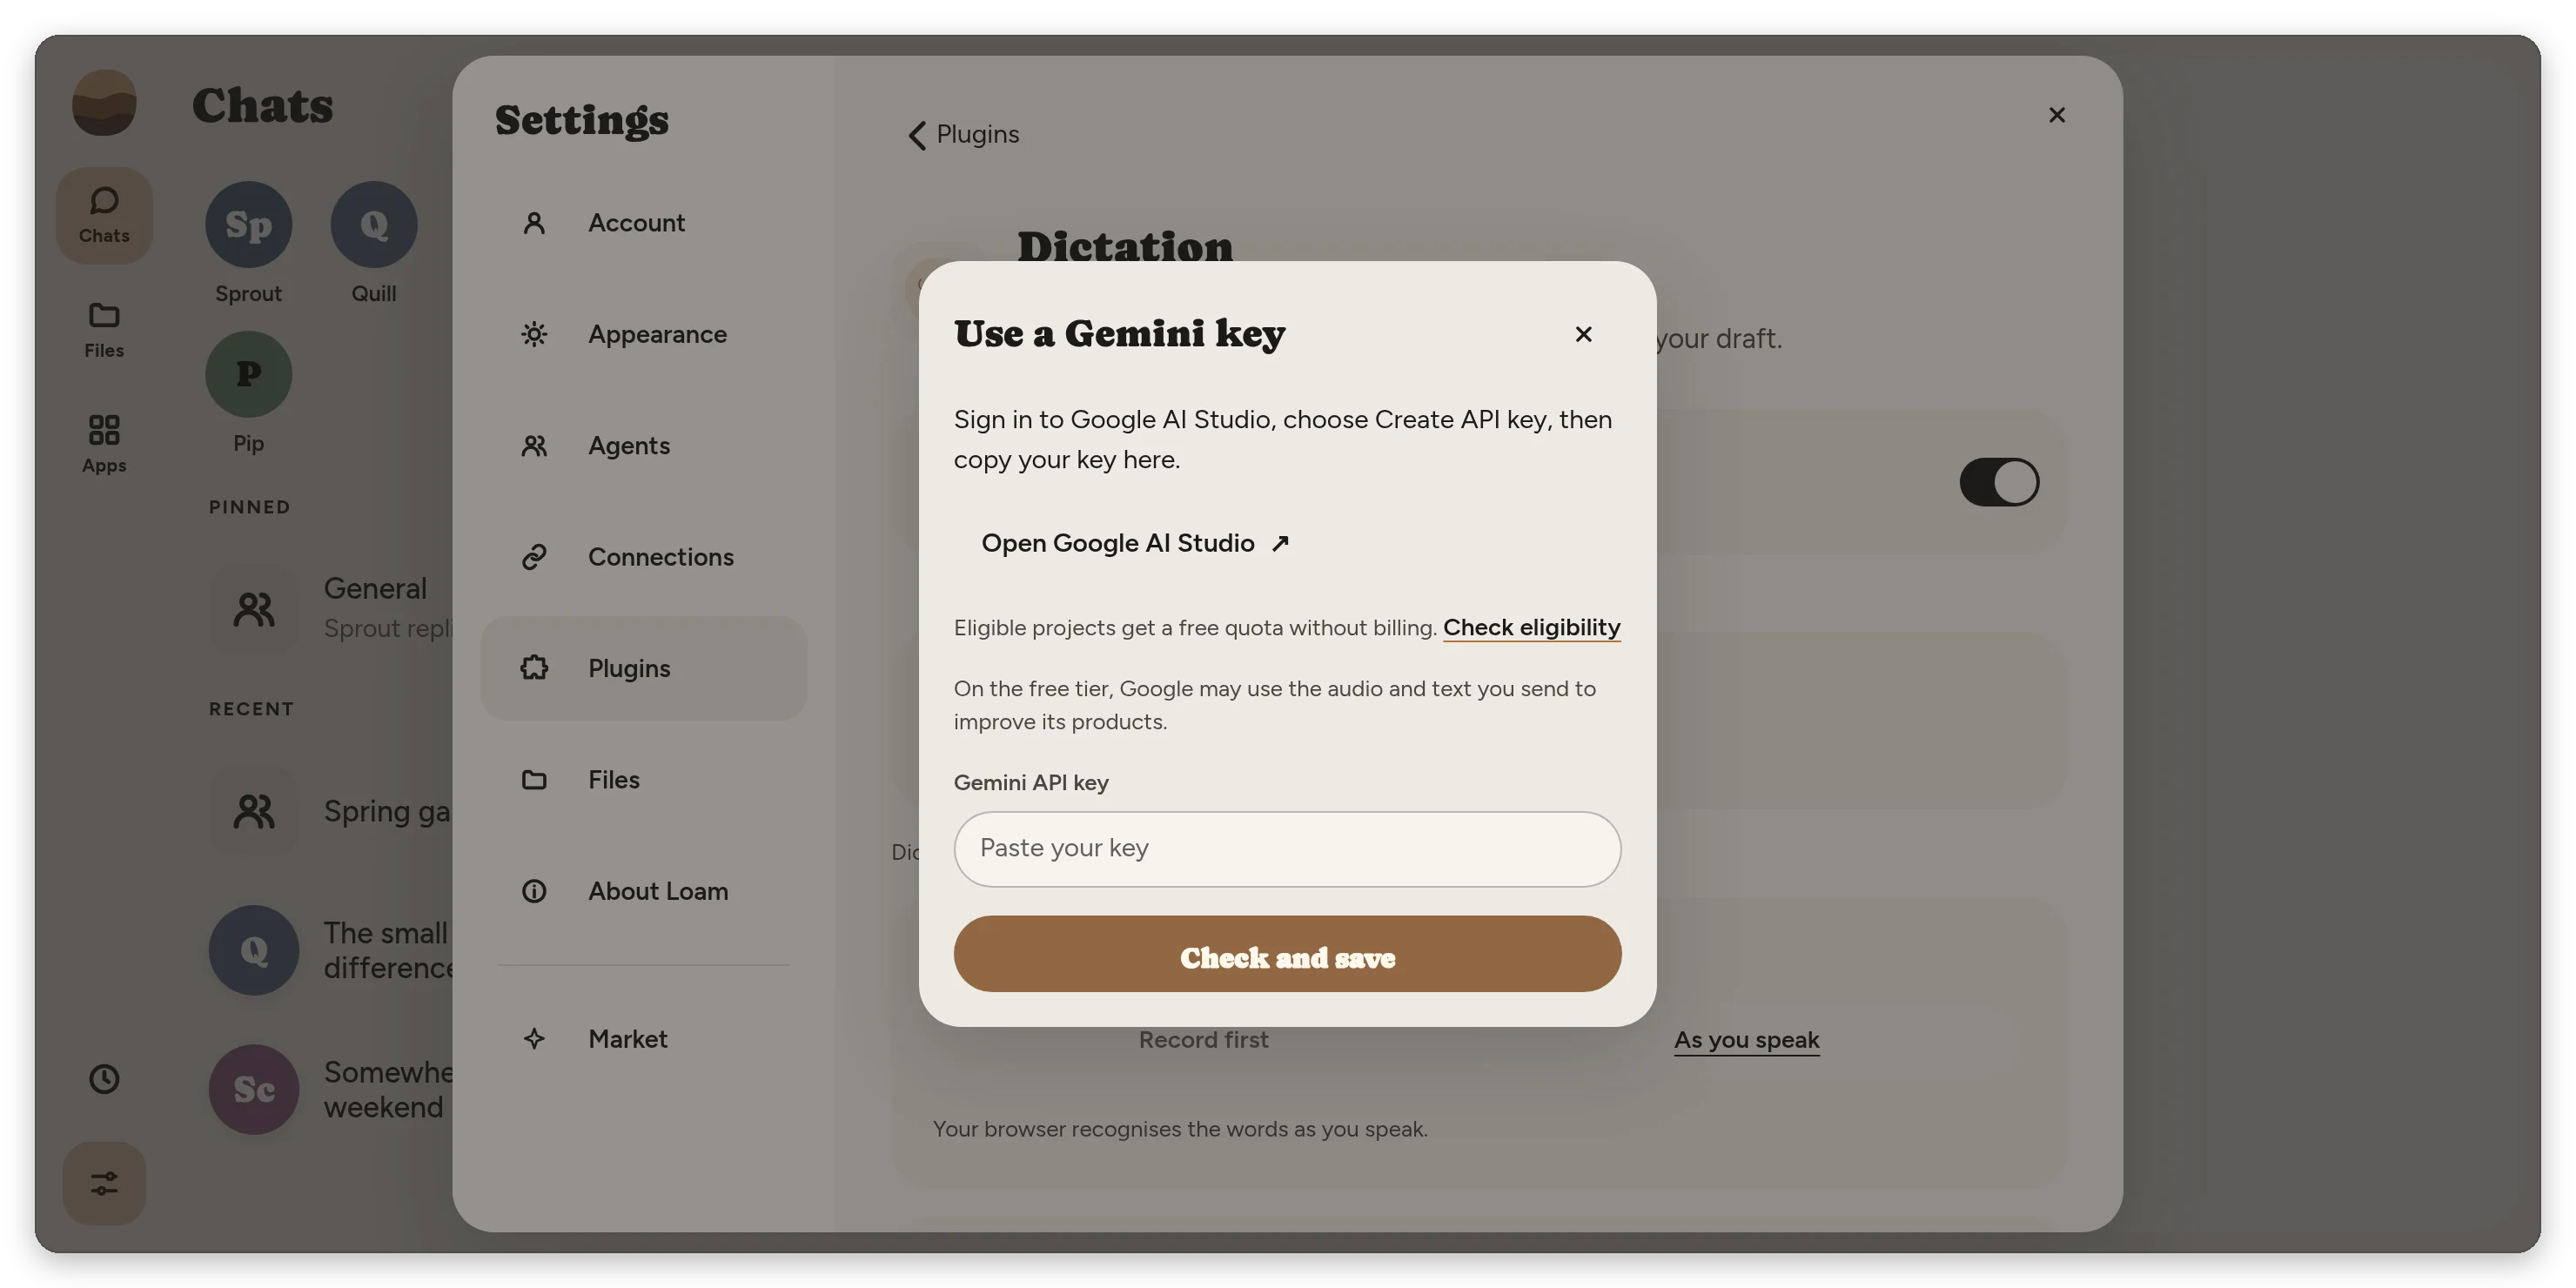 Chats
Chats
Files
Apps
Sp
Q
Sprout
Quill
P
Pip
PINNED
General
Sprout repli
RECENT
Spring ga
Q
The small
difference
Sc
Somewhe
weekend
Settings
Account
Appearance
Agents
Connections
Plugins
Files
About Loam
Market
Plugins
Dictation
your draft.
Use a Gemini key
Sign in to Google AI Studio, choose Create API key, then
copy your key here.
Open Google AI Studio ↗
Eligible projects get a free quota without billing. Check eligibility
On the free tier, Google may use the audio and text you send to
improve its products.
Gemini API key
Paste your key
Check and save
Record first
As you speak
Your browser recognises the words as you speak.